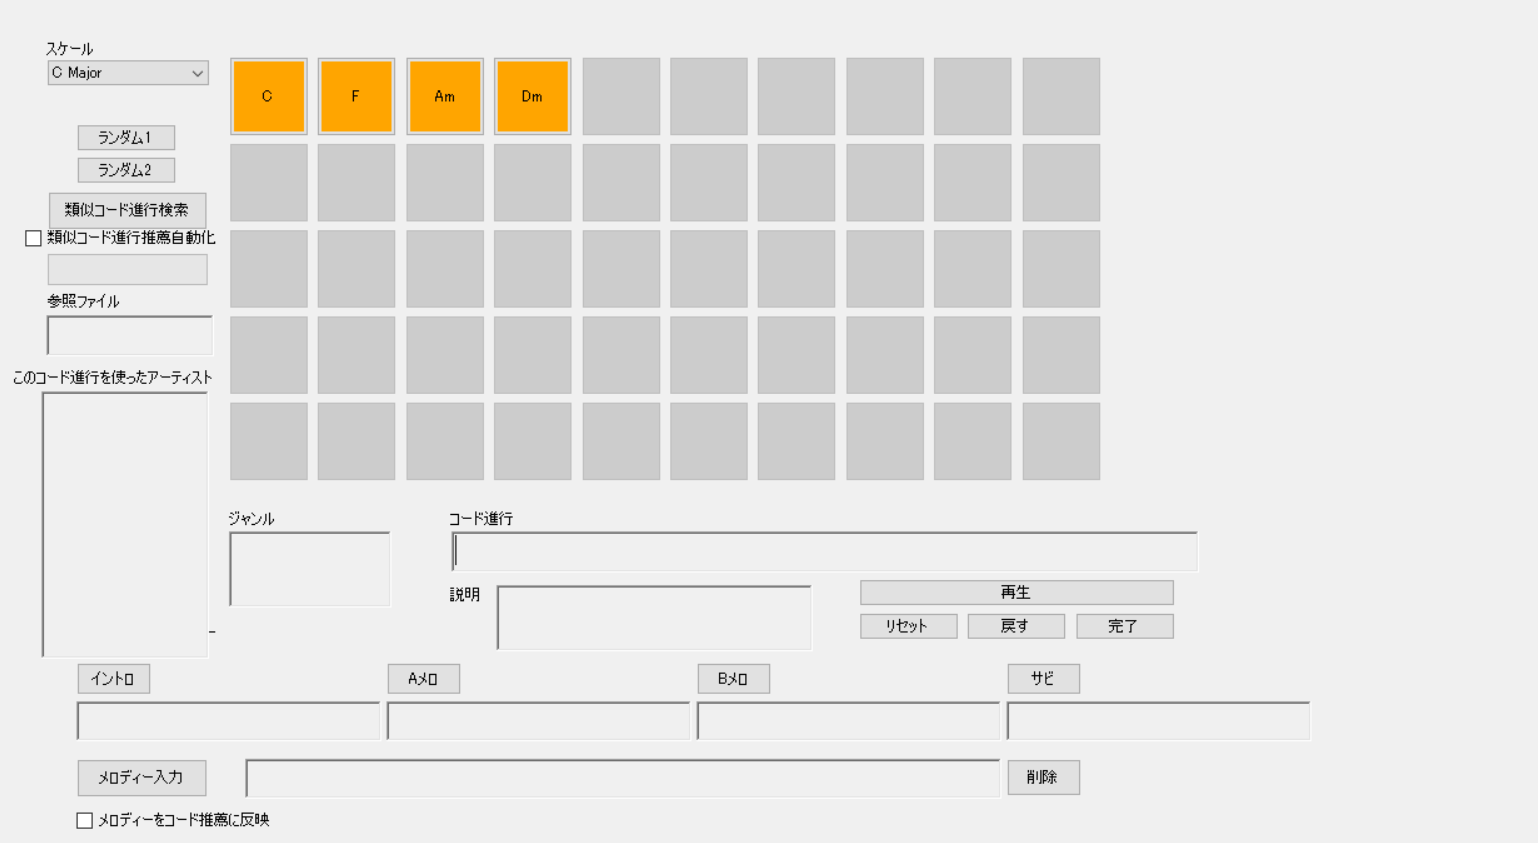 スケール
C Major
C
F
Am
Dm
ランダム1
ランダム2
類似コード進行検索
類似コード進行推薦自動化
参照ファイル
このコード進行を使ったアーティスト
ジャンル
コード進行
説明
再生
リセット
戻す
完了
イントロ
Aメロ
Bメロ
サビ
メロディー入力
削除
メロディーをコード推薦に反映